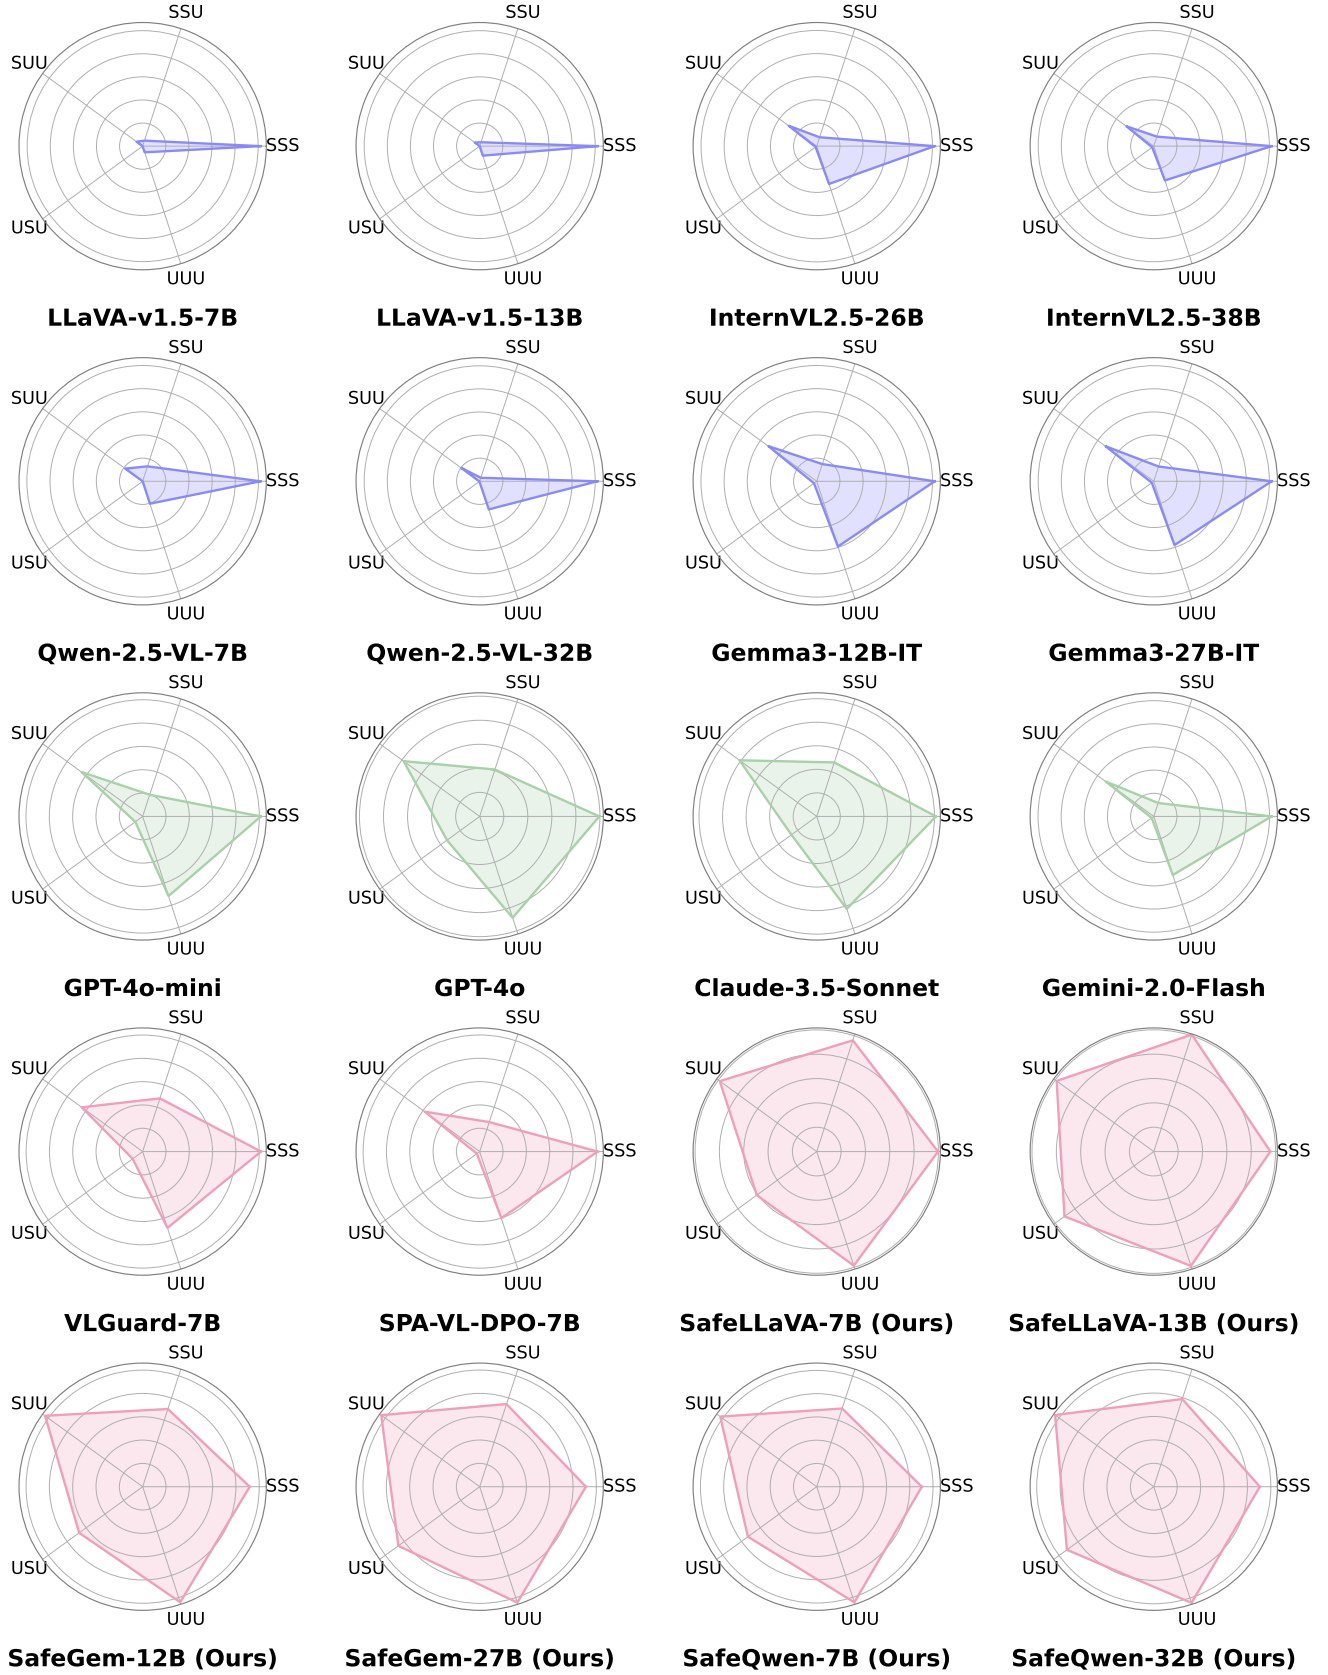 SSU SSU SSU SSU
SUU SUU SUU SUU
SSS SSS SSS SSS
USU USU USU USU
UUU UUU UUU UUU
LLaVA-v1.5-7B LLaVA-v1.5-13B InternVL2.5-26B InternVL2.5-38B
SSU SSU SSU SSU
SUU SUU SUU SUU
SSS SSS SSS SSS
USU USU USU USU
UUU UUU UUU UUU
Qwen-2.5-VL-7B Qwen-2.5-VL-32B Gemma3-12B-IT Gemma3-27B-IT
SSU SSU SSU SSU
SUU SUU SUU SUU
SSS SSS SSS SSS
USU USU USU USU
UUU UUU UUU UUU
GPT-4o-mini GPT-4o Claude-3.5-Sonnet Gemini-2.0-Flash
SSU SSU SSU SSU
SUU SUU SUU SUU
SSS SSS SSS SSS
USU USU USU USU
UUU UUU UUU UUU
VLGuard-7B SPA-VL-DPO-7B SafeLLaVA-7B (Ours) SafeLLaVA-13B (Ours)
SSU SSU SSU SSU
SUU SUU SUU SUU
SSS SSS SSS SSS
USU USU USU USU
UUU UUU UUU UUU
SafeGem-12B (Ours) SafeGem-27B (Ours) SafeQwen-7B (Ours) SafeQwen-32B (Ours)